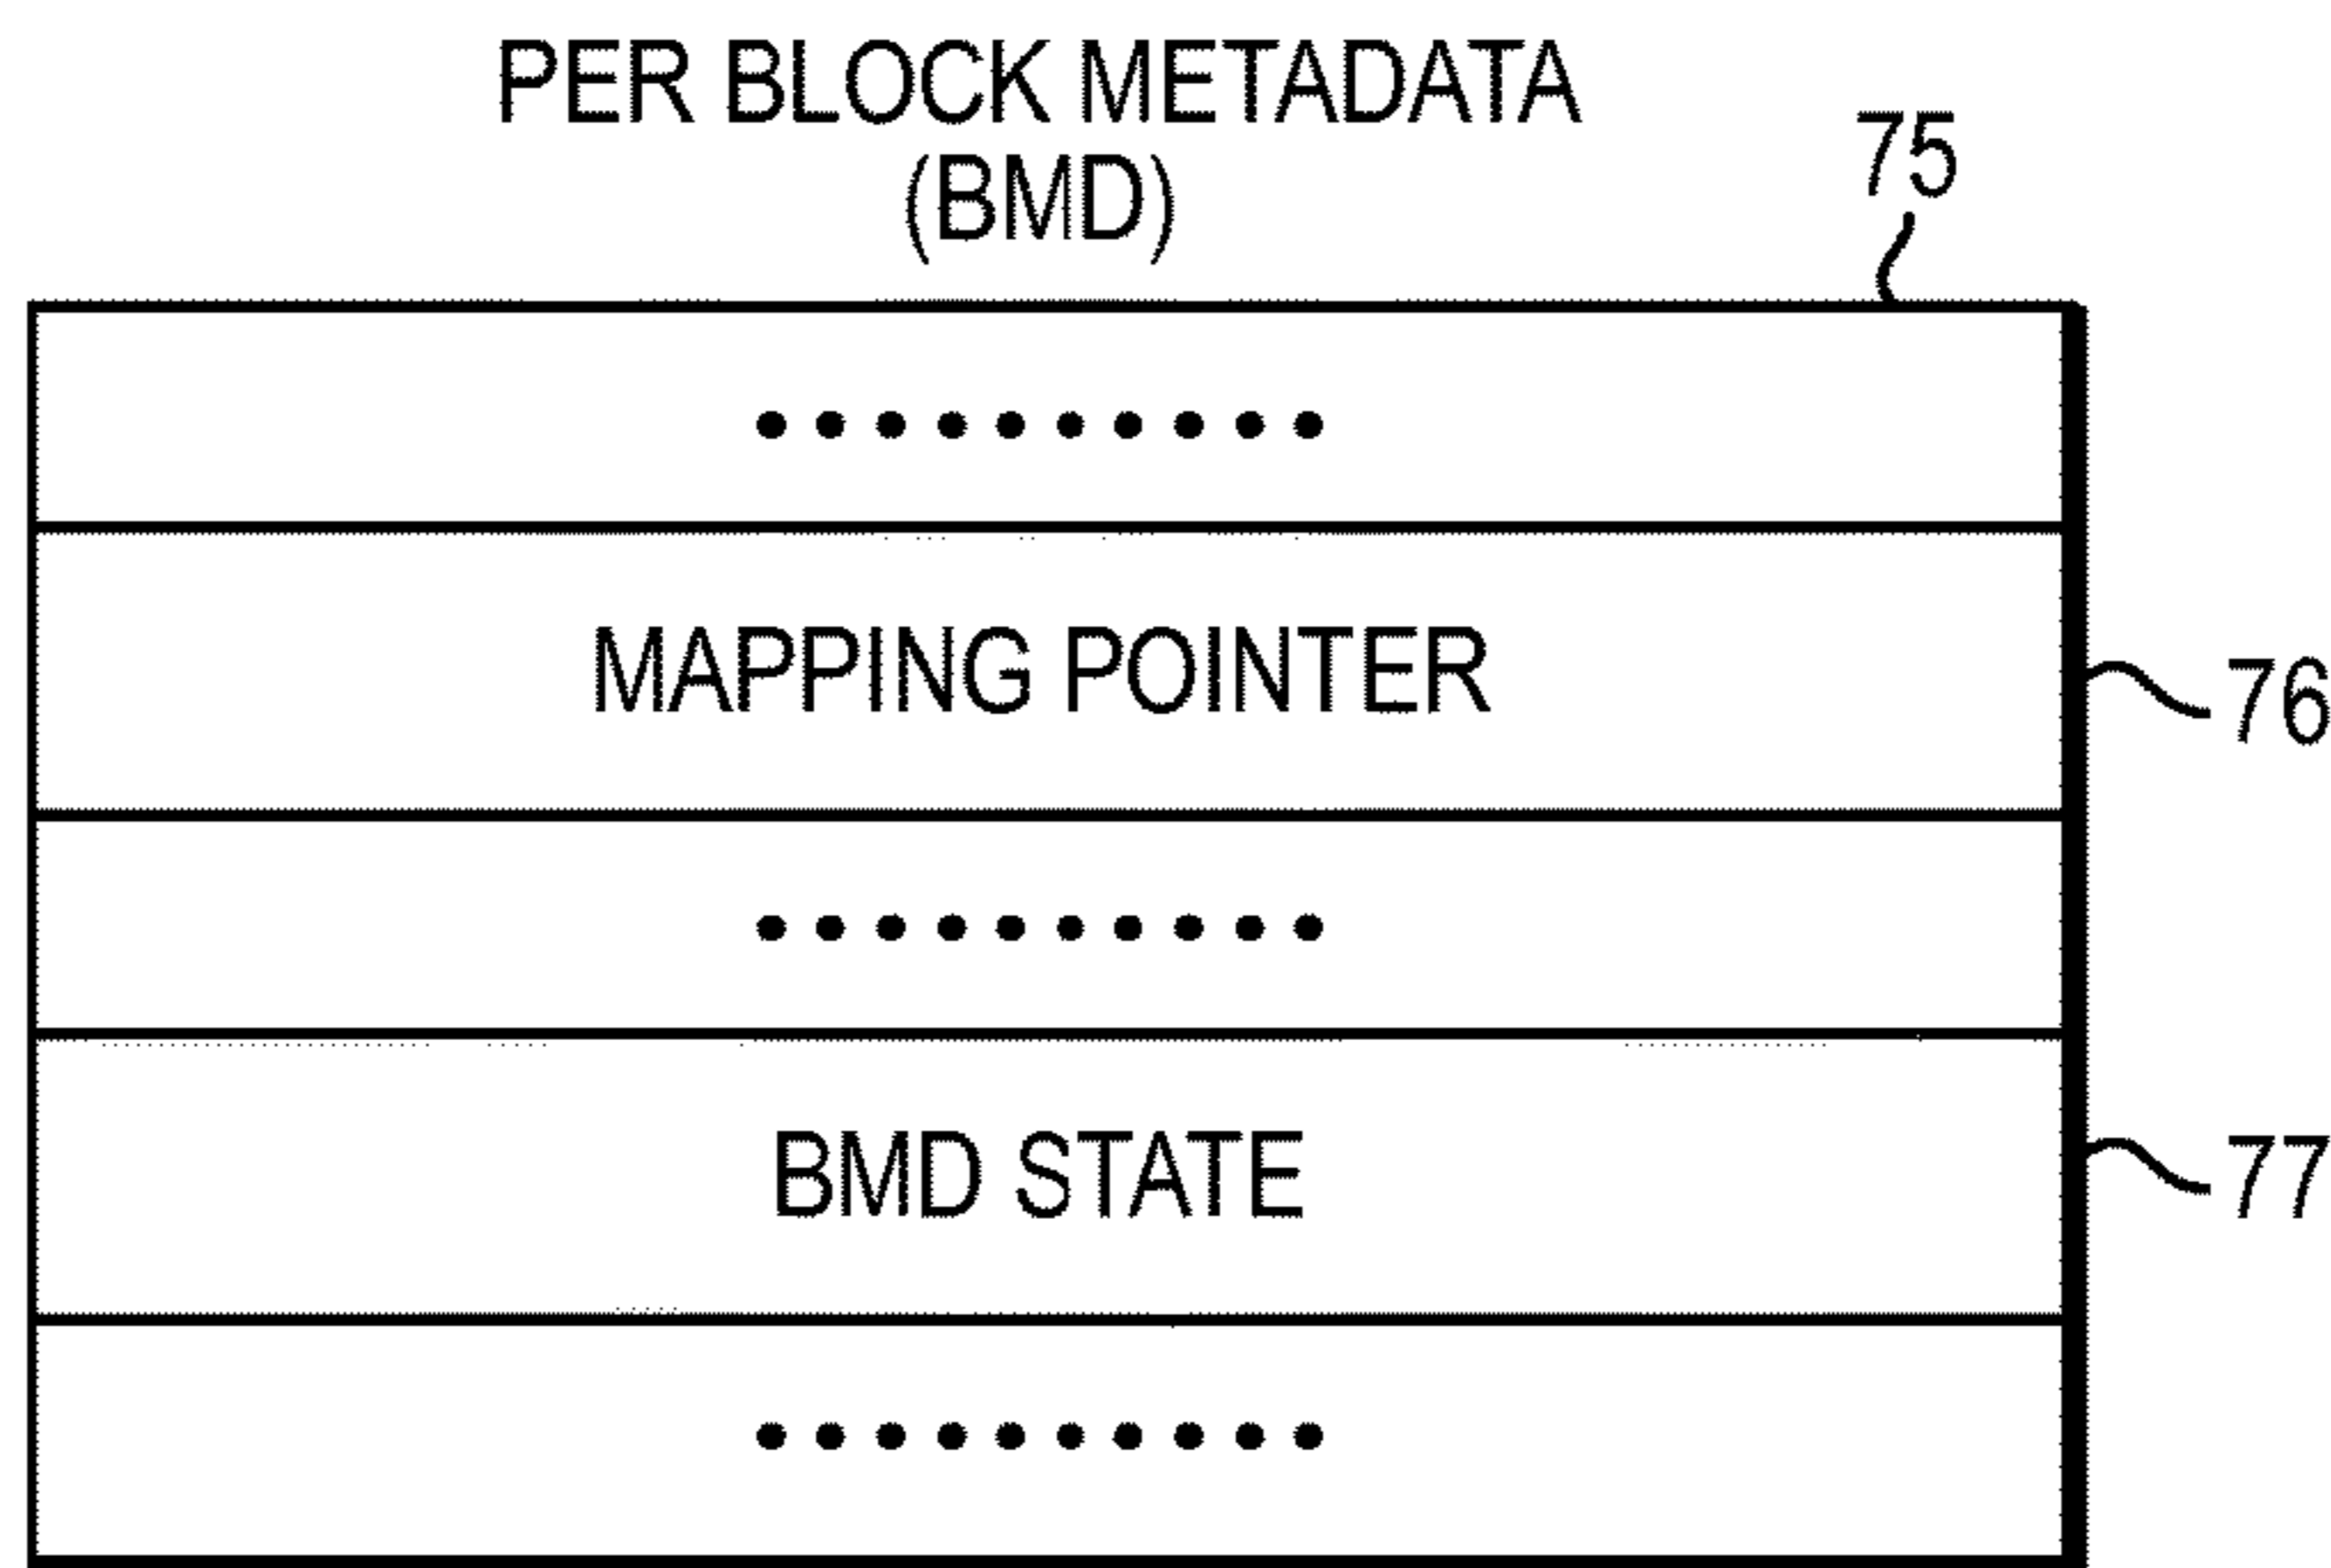 PER BLOCK METADATA
(BMD)
75
..........
MAPPING POINTER
76
..........
BMD STATE
77
..........